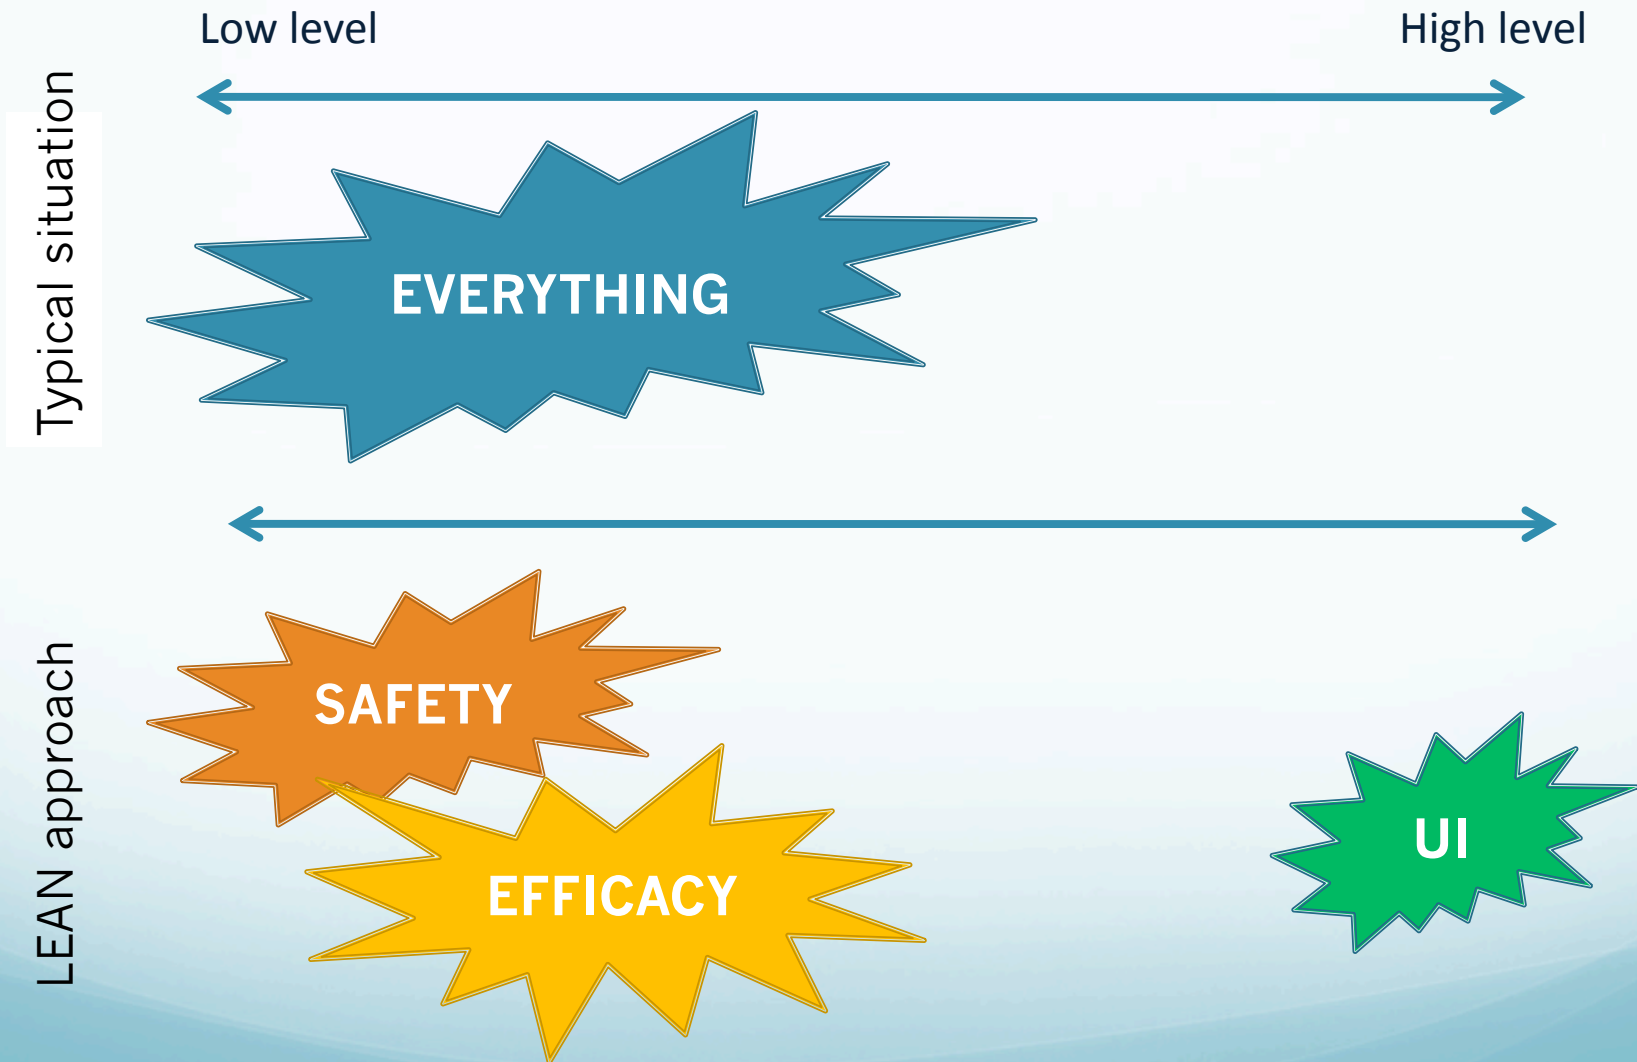 Low level
High level
Typical situation
EVERYTHING
LEAN approach
SAFETY
EFFICACY
UI